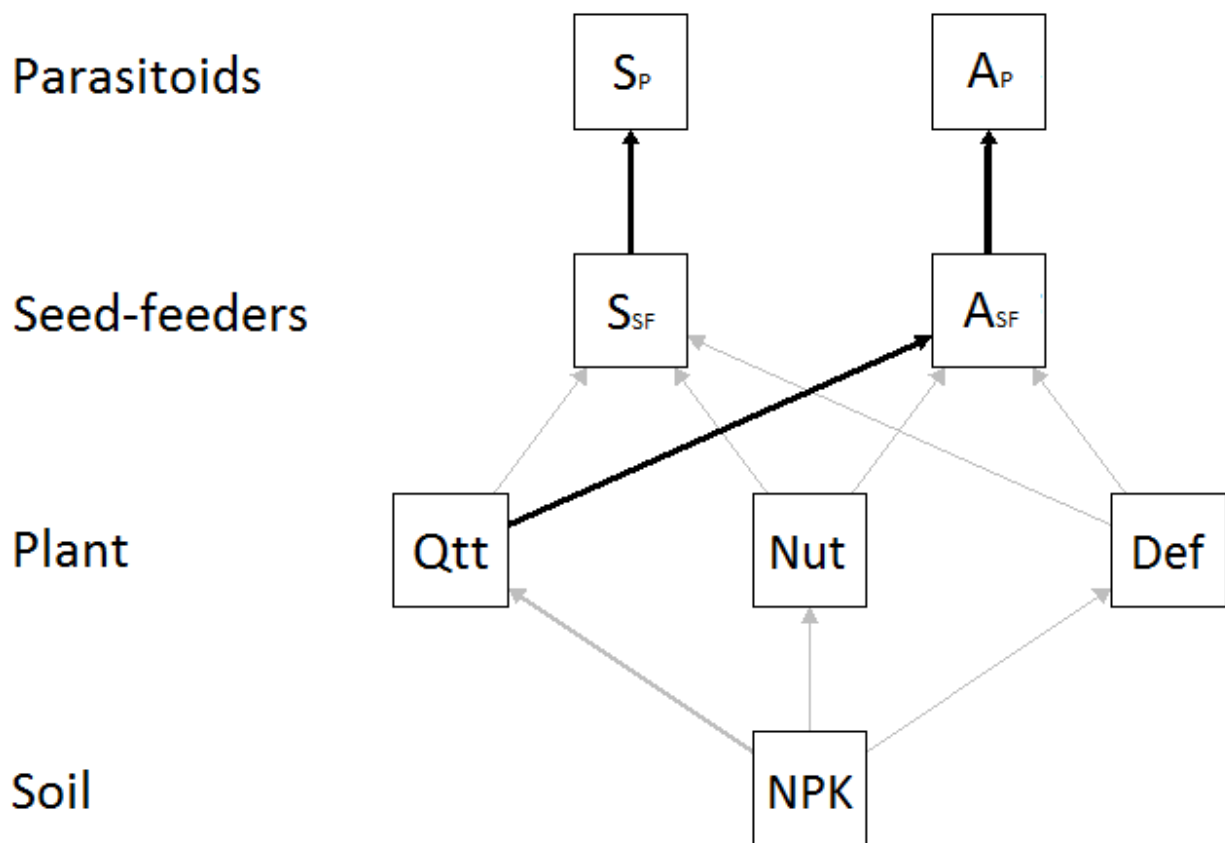 Parasitoids SP AP
Seed-feeders SSF ASF
Plant Qtt Nut Def
Soil NPK